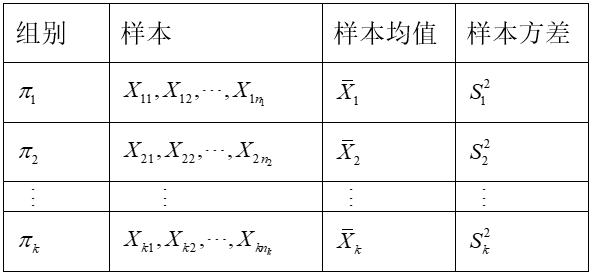 组别 样本 样本均值 样本方差
π₁ X₁₁, X₁₂, ⋯, X₁ₙ₁ X̄₁ S₁²
π₂ X₂₁, X₂₂, ⋯, X₂ₙ₂ X̄₂ S₂²
⋮ ⋮ ⋮ ⋮
πₖ Xₖ₁, Xₖ₂, ⋯, Xₖₙₖ X̄ₖ Sₖ²